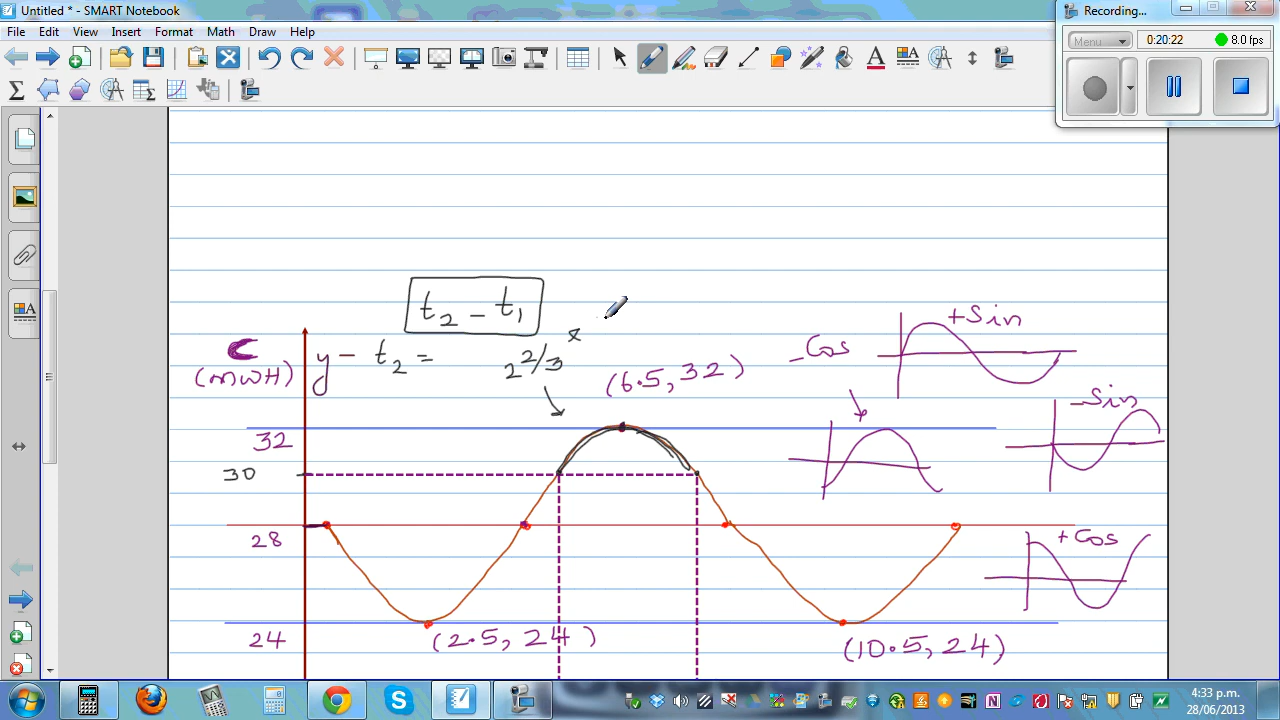 Untitled * - SMART Notebook
File Edit View Insert Format Math Draw Help
Recording...
Menu 0:20:22 8.0 fps
t₂ - t₁
C y - t₂ = 2 2/3 x
(mwH)
(6.5, 32)
+Sin
-Cos
-Sin
32
30
28
+Cos
24
(2.5, 24)
(10.5, 24)
4:33 p.m.
28/06/2013